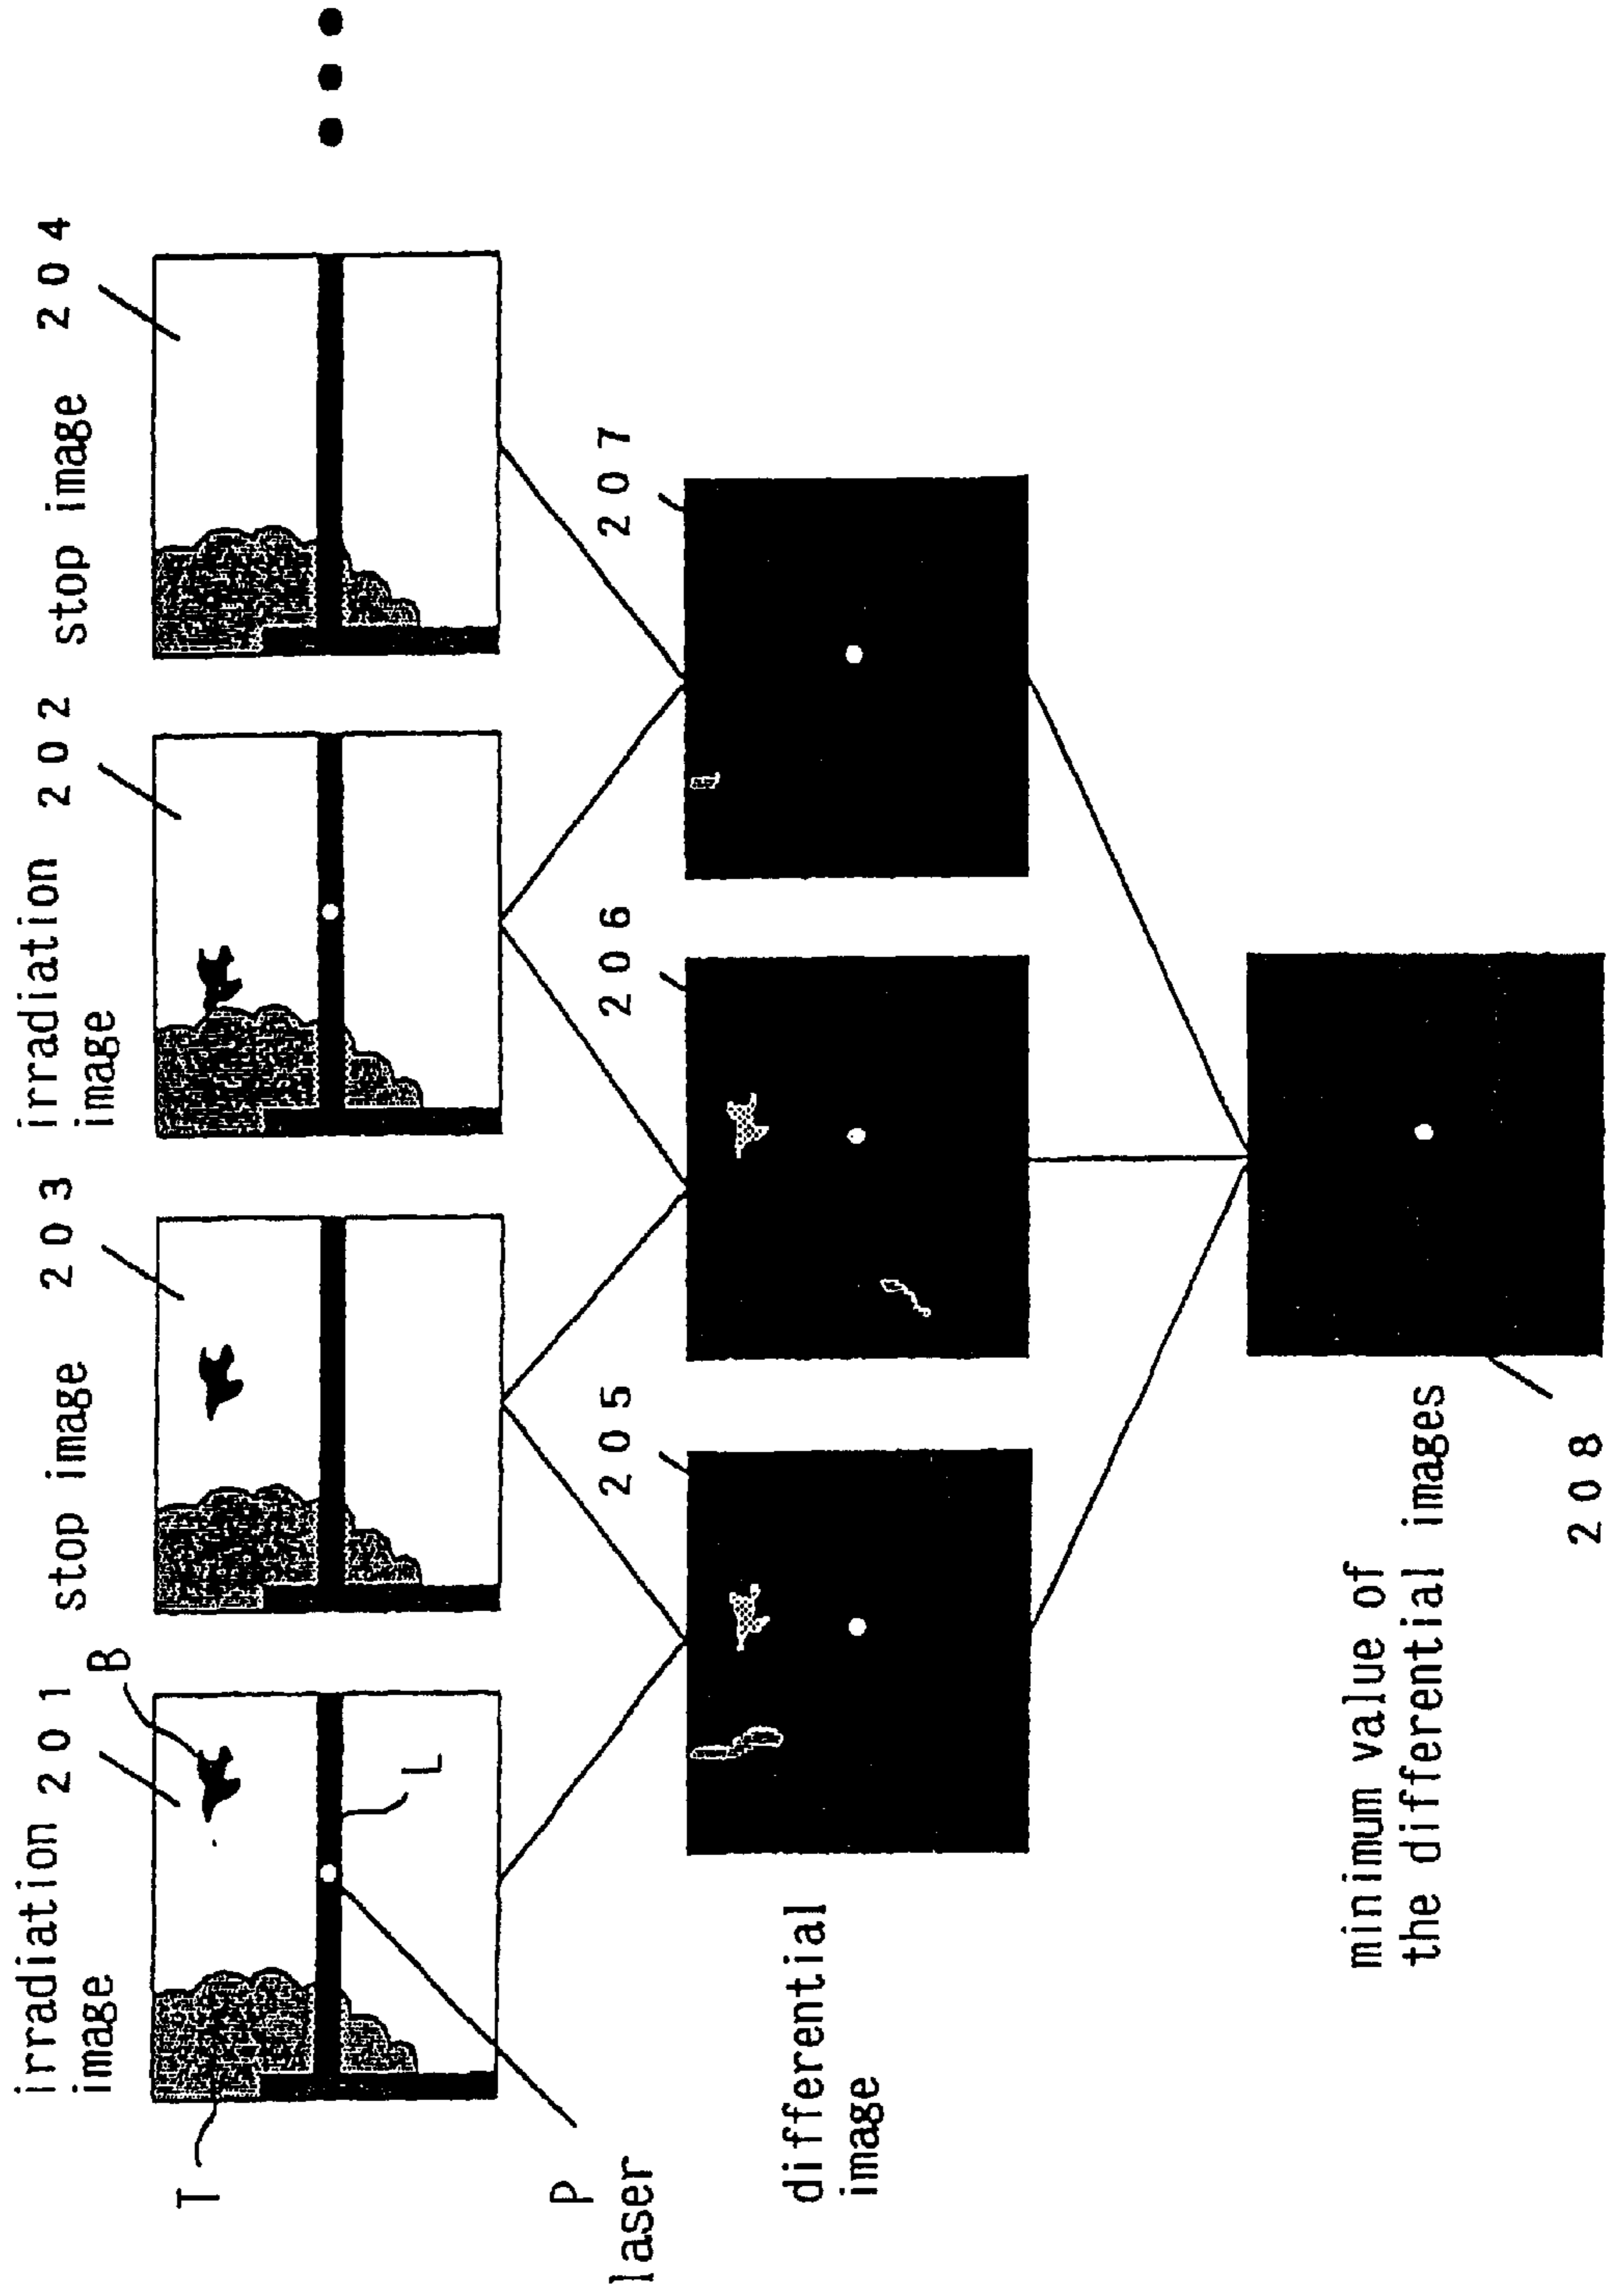 irradiation 201
image
stop image 203
irradiation 202
image
stop image 204
B
T
L
P
laser
differential
image
205
206
207
minimum value of
the differential images
208